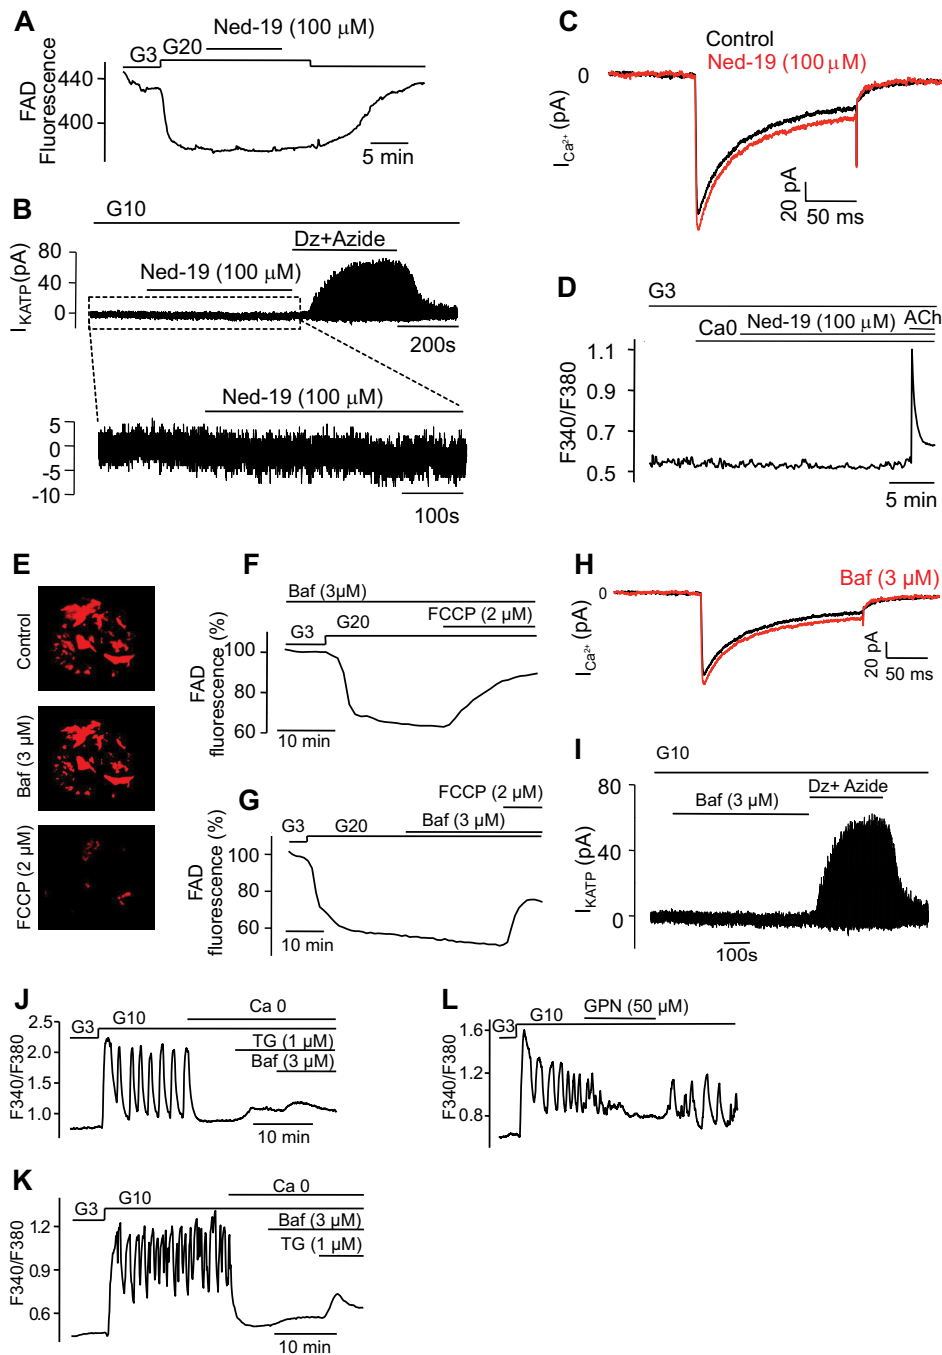 A
Ned-19 (100 μM)
G3
G20
440
400
FAD
Fluorescence
5 min
B
G10
Dz+Azide
Ned-19 (100 μM)
80
40
0
I_KATP (pA)
200s
Ned-19 (100 μM)
5
0
-5
-10
100s
C
Control
Ned-19 (100 μM)
0
I_Ca²⁺ (pA)
20 pA
50 ms
D
G3
Ca0
Ned-19 (100 μM)
ACh
1.1
0.9
0.7
0.5
F340/F380
5 min
E
Control
Baf (3 μM)
FCCP (2 μM)
F
Baf (3μM)
FCCP (2 μM)
G3
G20
100
80
60
FAD
fluorescence (%)
10 min
G
FCCP (2 μM)
Baf (3 μM)
G3
G20
100
80
60
FAD
fluorescence (%)
10 min
H
Baf (3 μM)
0
I_Ca²⁺ (pA)
20 pA
50 ms
I
G10
Dz+ Azide
Baf (3 μM)
80
40
0
I_KATP (pA)
100s
J
Ca 0
G3
G10
TG (1 μM)
Baf (3 μM)
2.5
2.0
1.5
1.0
F340/F380
10 min
K
Ca 0
G3
G10
Baf (3 μM)
TG (1 μM)
1.2
0.9
0.6
F340/F380
10 min
L
GPN (50 μM)
G3
G10
1.6
1.2
0.8
F340/F380